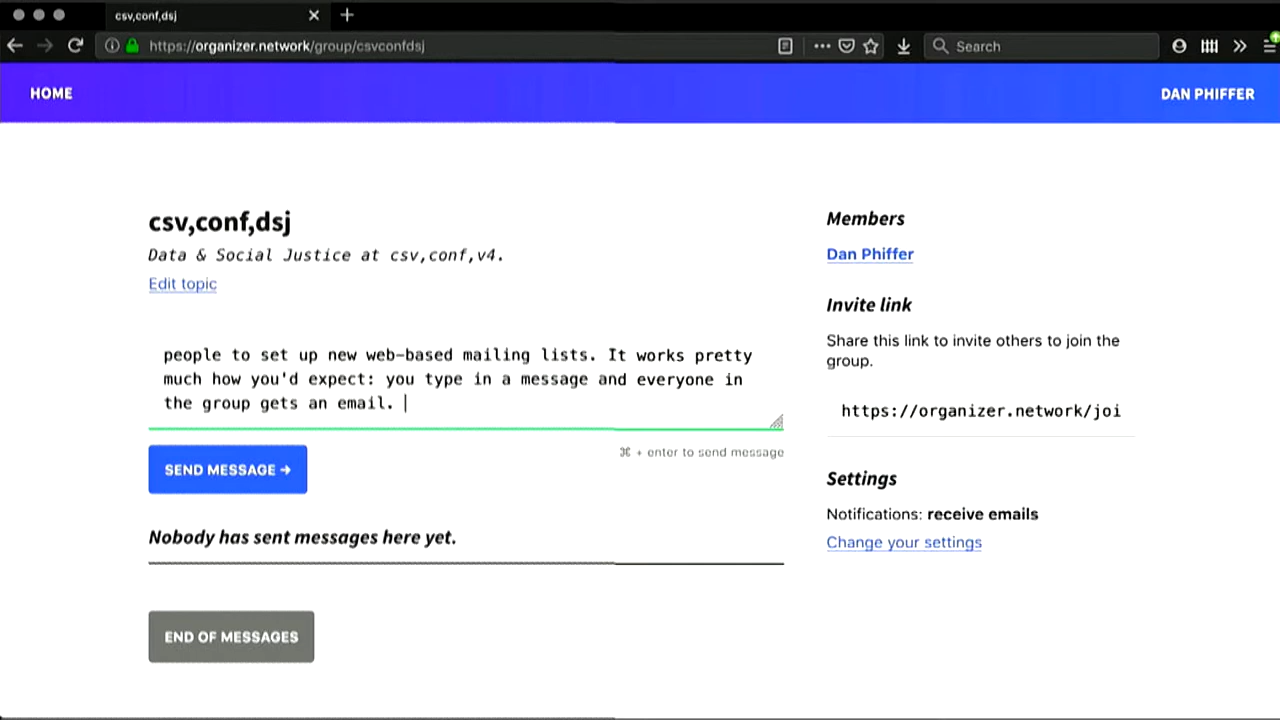 csv,conf,dsj
https://organizer.network/group/csvconfdsj
Search
HOME
DAN PHIFFER
csv,conf,dsj
Data & Social Justice at csv,conf,v4.
Edit topic
people to set up new web-based mailing lists. It works pretty
much how you'd expect: you type in a message and everyone in
the group gets an email.
SEND MESSAGE →
⌘ + enter to send message
Nobody has sent messages here yet.
END OF MESSAGES
Members
Dan Phiffer
Invite link
Share this link to invite others to join the
group.
https://organizer.network/joi
Settings
Notifications: receive emails
Change your settings